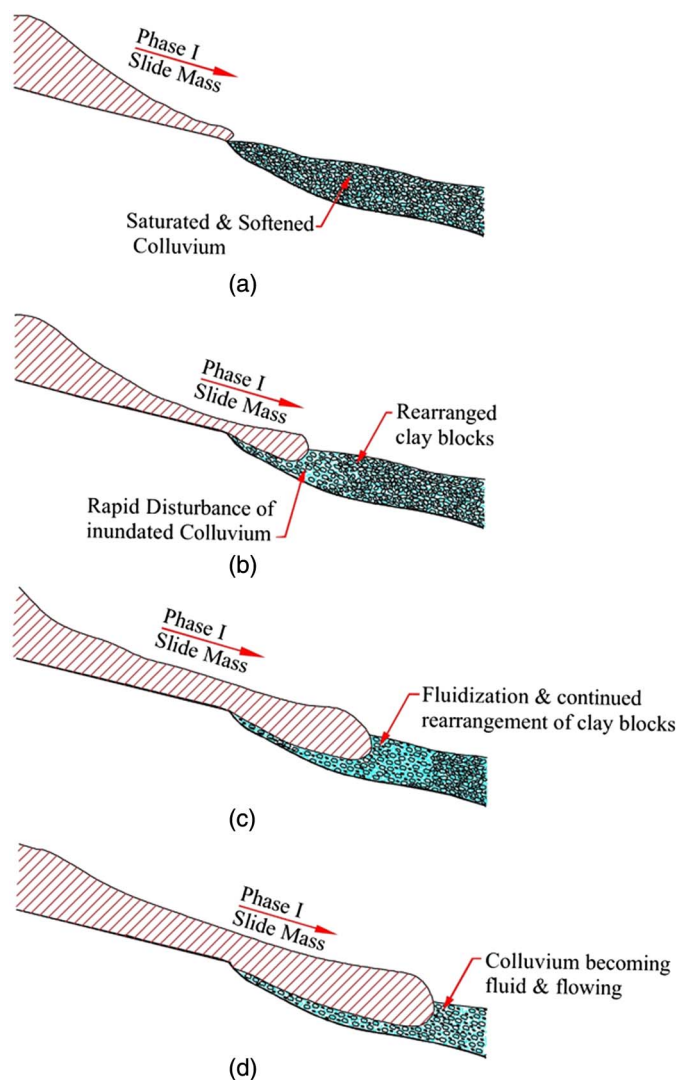 Phase I
Slide Mass
Saturated & Softened
Colluvium
(a)
Phase I
Slide Mass
Rearranged
clay blocks
Rapid Disturbance of
inundated Colluvium
(b)
Phase I
Slide Mass
Fluidization & continued
rearrangement of clay blocks
(c)
Phase I
Slide Mass
Colluvium becoming
fluid & flowing
(d)